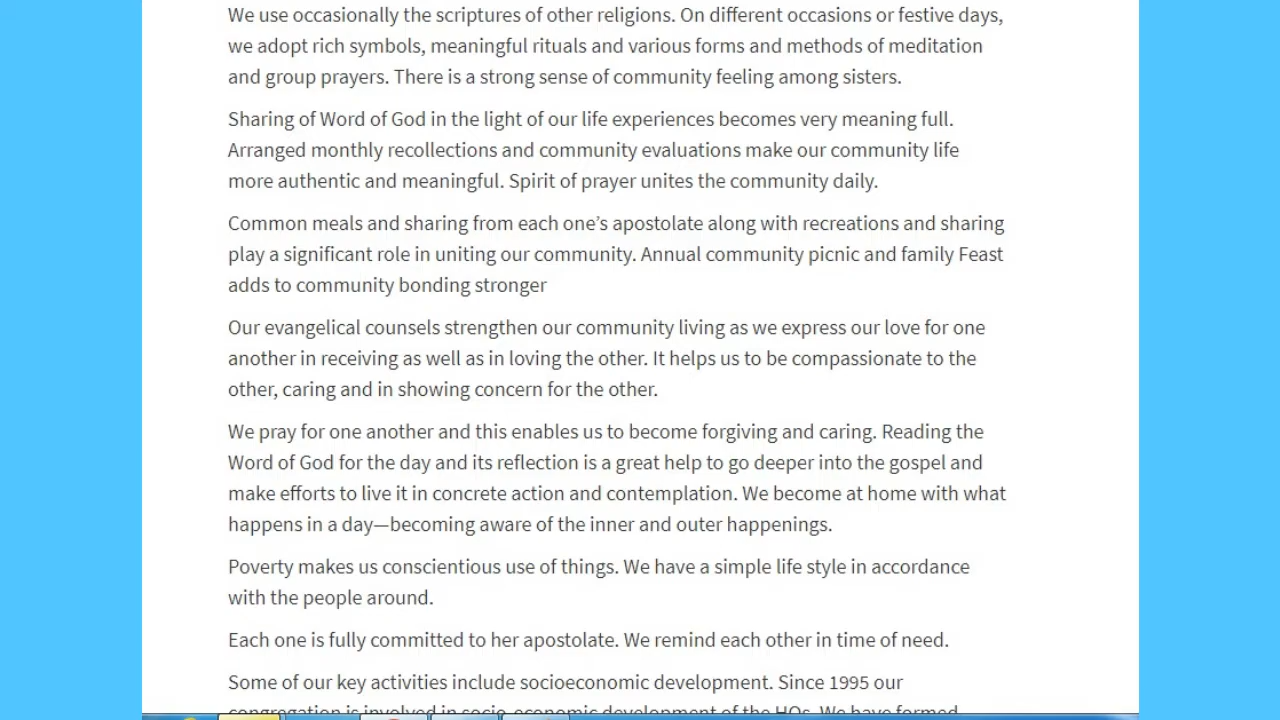 We use occasionally the scriptures of other religions. On different occasions or festive days,
we adopt rich symbols, meaningful rituals and various forms and methods of meditation
and group prayers. There is a strong sense of community feeling among sisters.
Sharing of Word of God in the light of our life experiences becomes very meaning full.
Arranged monthly recollections and community evaluations make our community life
more authentic and meaningful. Spirit of prayer unites the community daily.
Common meals and sharing from each one’s apostolate along with recreations and sharing
play a significant role in uniting our community. Annual community picnic and family Feast
adds to community bonding stronger
Our evangelical counsels strengthen our community living as we express our love for one
another in receiving as well as in loving the other. It helps us to be compassionate to the
other, caring and in showing concern for the other.
We pray for one another and this enables us to become forgiving and caring. Reading the
Word of God for the day and its reflection is a great help to go deeper into the gospel and
make efforts to live it in concrete action and contemplation. We become at home with what
happens in a day—becoming aware of the inner and outer happenings.
Poverty makes us conscientious use of things. We have a simple life style in accordance
with the people around.
Each one is fully committed to her apostolate. We remind each other in time of need.
Some of our key activities include socioeconomic development. Since 1995 our
congregation is involved in socio-economic development of the HQs. We have formed